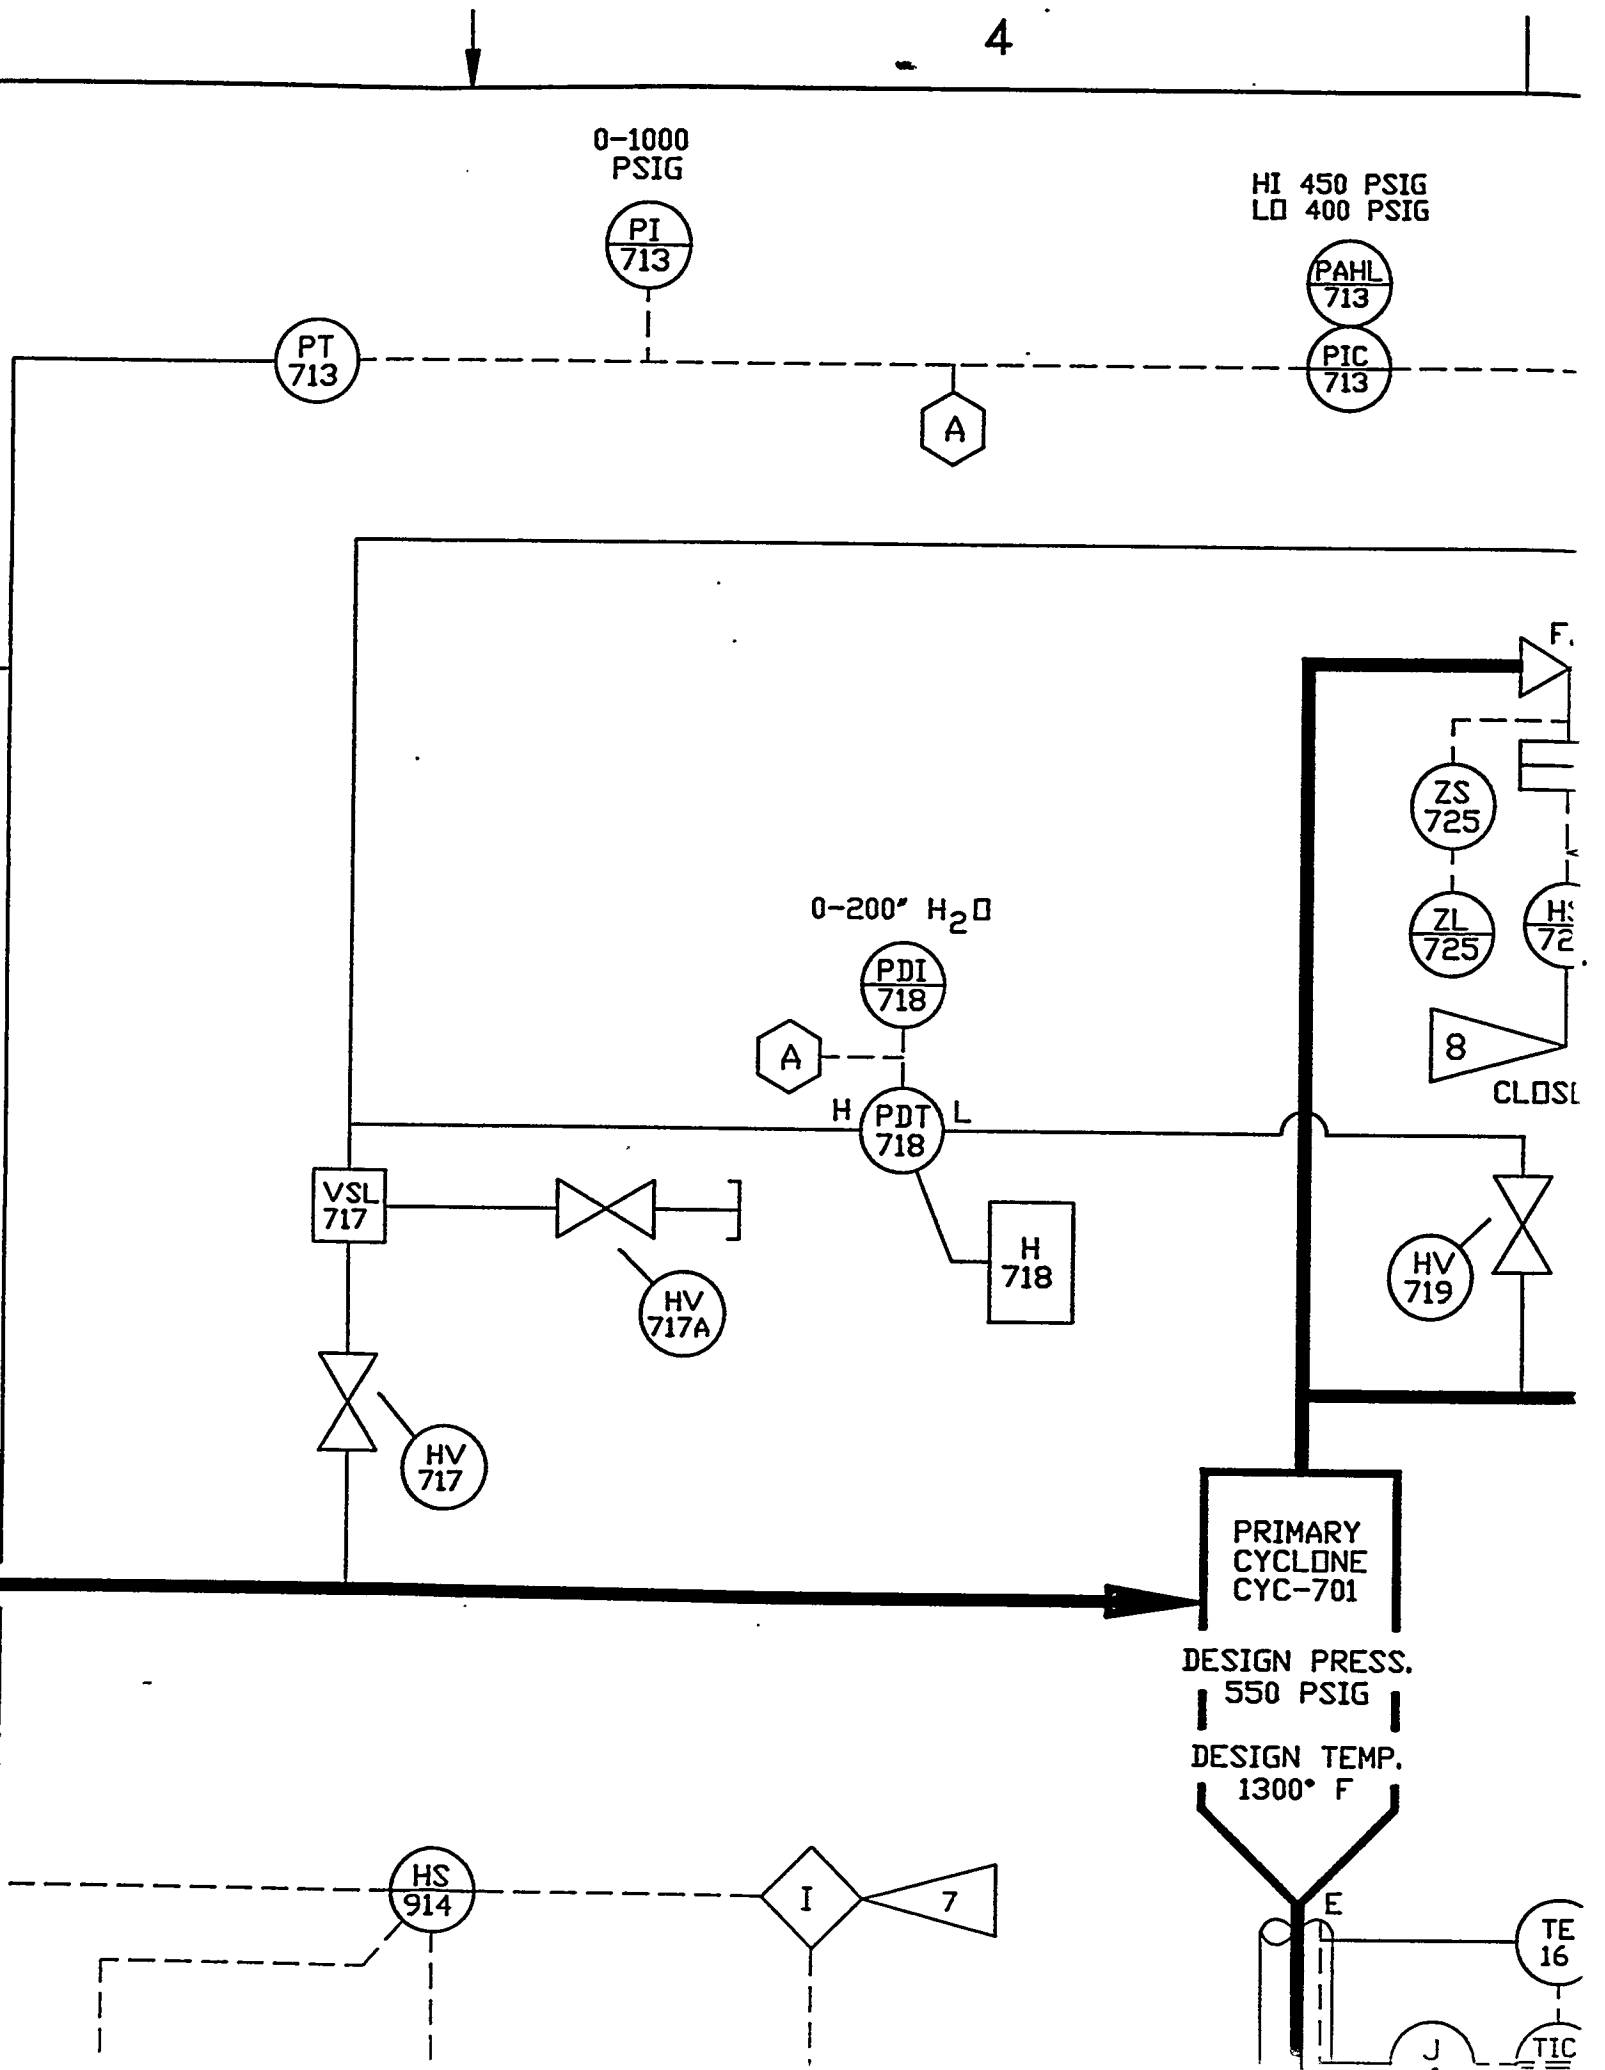 4
0-1000
PSIG
PI
713
HI 450 PSIG
LO 400 PSIG
PAHL
713
PT
713
PIC
713
A
F.
ZS
725
0-200" H2O
ZL
725
PDI
718
A
8
CLOS
H
PDT
718
L
VSL
717
H
718
HV
719
HV
717A
HV
717
PRIMARY
CYCLONE
CYC-701
DESIGN PRESS.
550 PSIG
DESIGN TEMP.
1300° F
HS
914
I
7
E
TE
16
J
TIC